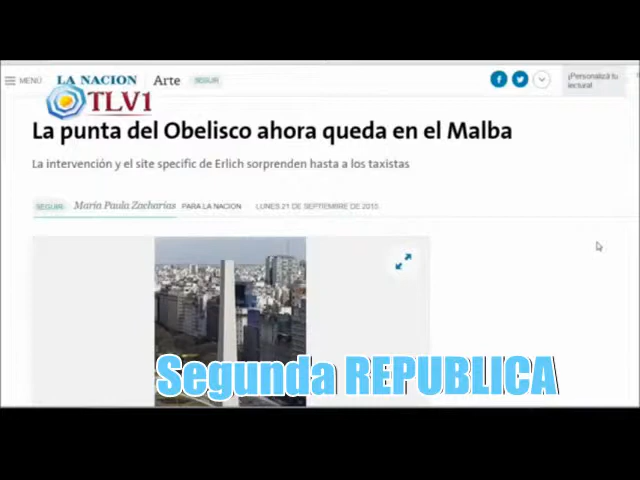 MENU
LA NACION
Arte
SEGUIR
¡Personalizá tu
lectura!
TLV1
La punta del Obelisco ahora queda en el Malba
La intervención y el site specific de Erlich sorprenden hasta a los taxistas
SEGUIR
María Paula Zacharías
PARA LA NACION
LUNES 21 DE SEPTIEMBRE DE 2015
Segunda REPUBLICA